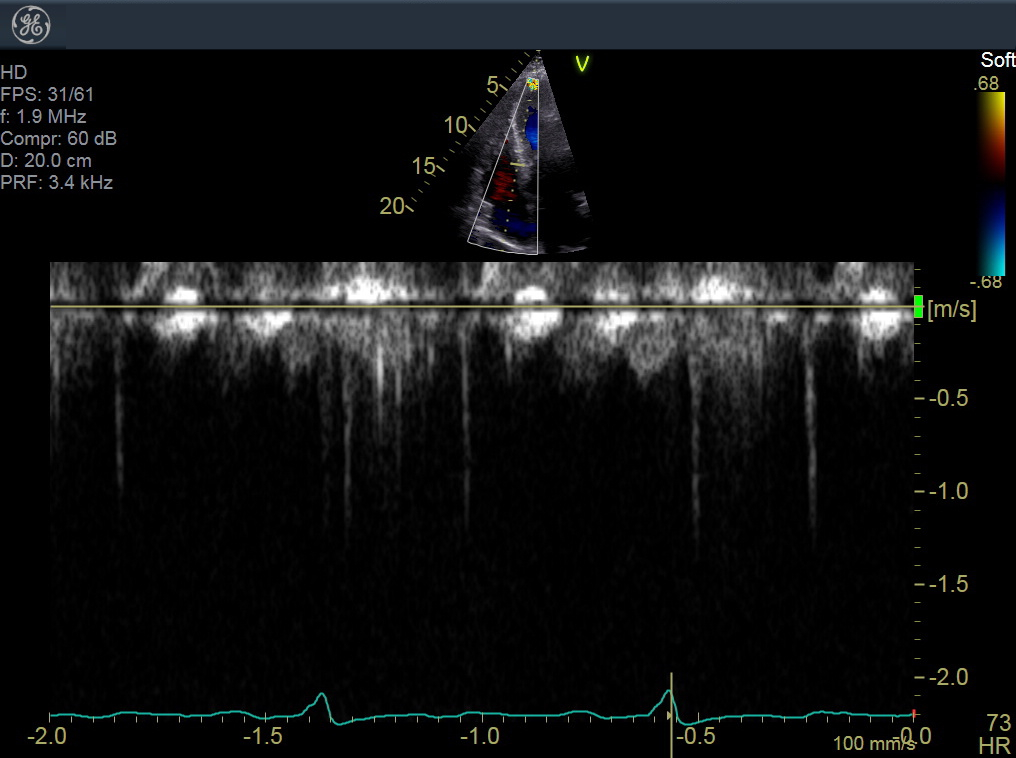 HD
FPS: 31/61
f: 1.9 MHz
Compr: 60 dB
D: 20.0 cm
PRF: 3.4 kHz
5
10
15
20
V
Soft
.68
-.68
[m/s]
-0.5
-1.0
-1.5
-2.0
-2.0 -1.5 -1.0 -0.5 0.0
100 mm/s
73
HR